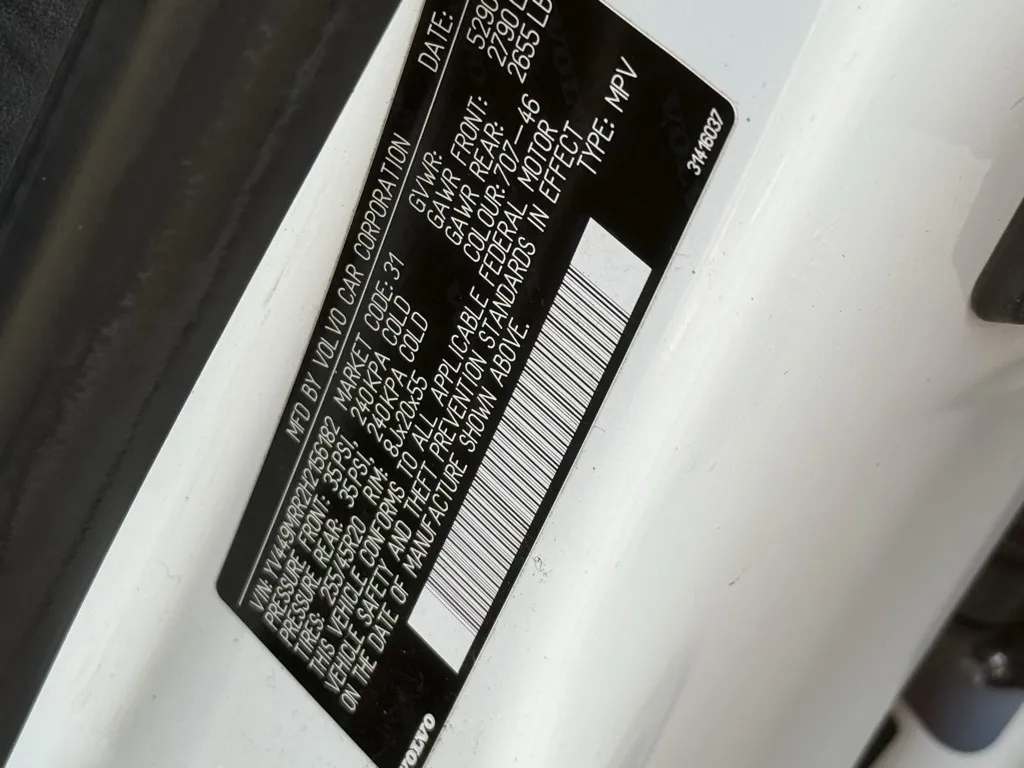 MFD BY VOLVO CAR CORPORATION DATE:
GVWR: 5290
GAWR FRONT: 2790 L
GAWR REAR: 2655 LB
MARKET CODE: 31
COLOUR: 707-46
PRESSURE FRONT: 35PSI, 240KPA COLD
PRESSURE REAR: 35PSI, 240KPA COLD
TIRES: 255/45R20 RIM: 8JX20x55
THIS VEHICLE CONFORMS TO ALL APPLICABLE FEDERAL MOTOR
VEHICLE SAFETY AND THEFT PREVENTION STANDARDS IN EFFECT
ON THE DATE OF MANUFACTURE SHOWN ABOVE.
TYPE: MPV
31416037
VOLVO